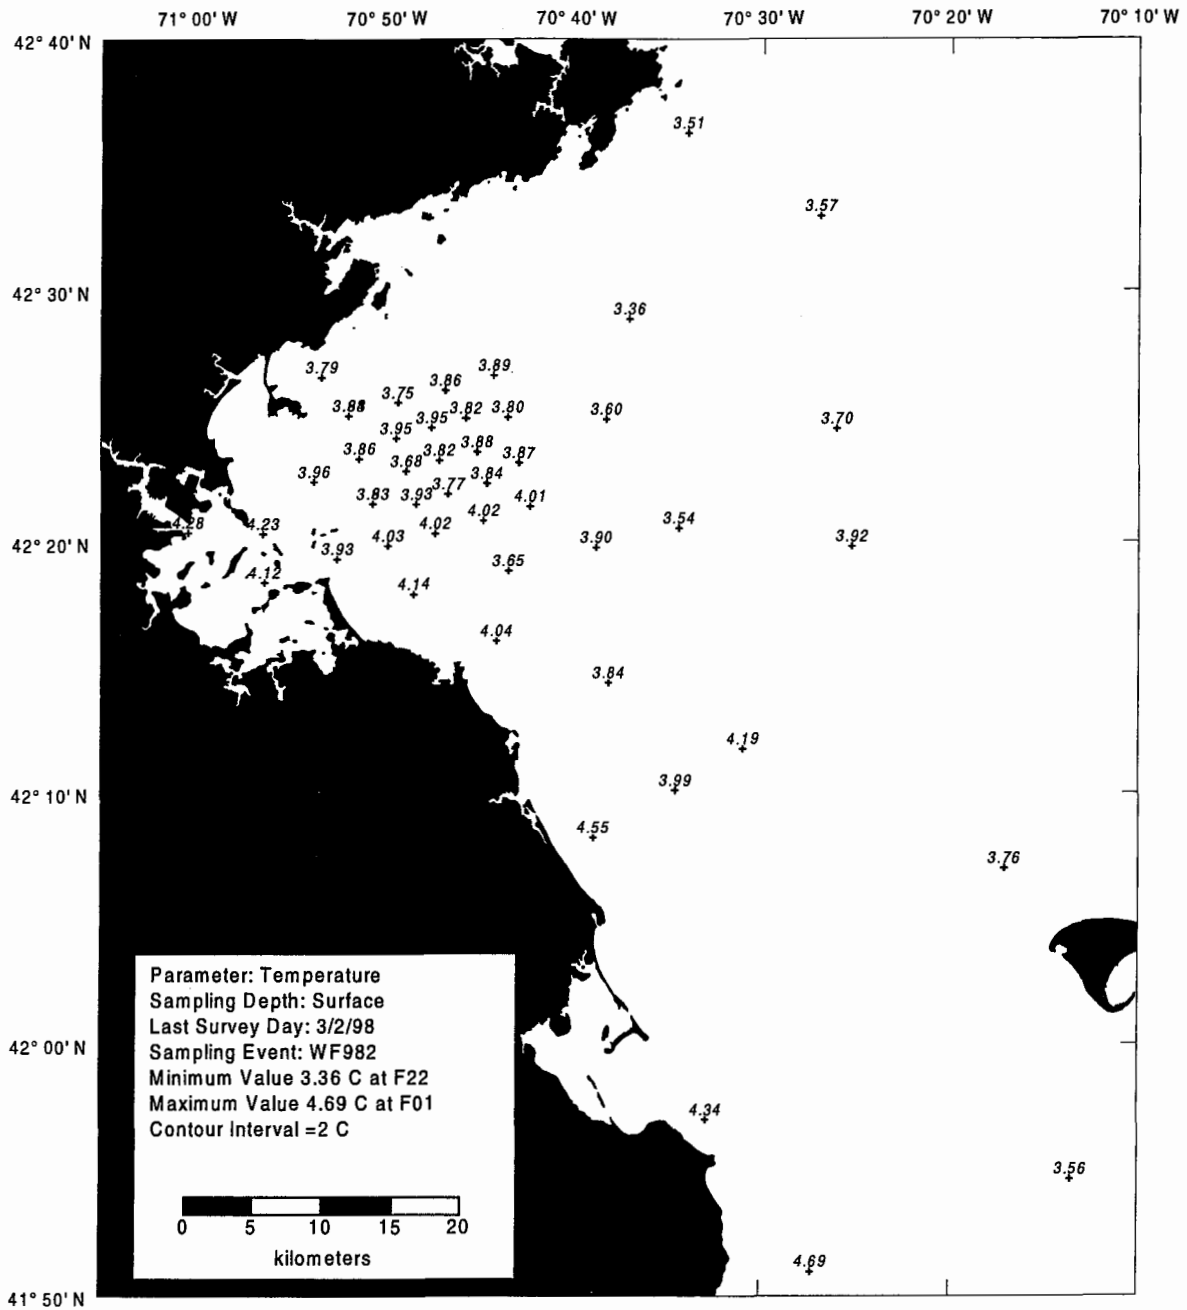 71° 00' W 70° 50' W 70° 40' W 70° 30' W 70° 20' W 70° 10' W
42° 40' N
3.51
3.57
42° 30' N
3.36
3.79
3.89
3.86
3.75
3.88
3.82
3.80
3.60
3.70
3.95
3.95
3.86
3.82
3.88
3.87
3.68
3.96
3.84
3.77
3.83
3.93
4.01
4.02
4.28
4.23
4.02
4.03
3.54
3.90
3.92
42° 20' N
3.93
3.65
4.12
4.14
4.04
3.84
4.19
3.99
42° 10' N
4.55
3.76
Parameter: Temperature
Sampling Depth: Surface
Last Survey Day: 3/2/98
Sampling Event: WF982
Minimum Value 3.36 C at F22
Maximum Value 4.69 C at F01
Contour Interval =2 C
42° 00' N
4.34
3.56
0 5 10 15 20
kilometers
4.69
41° 50' N